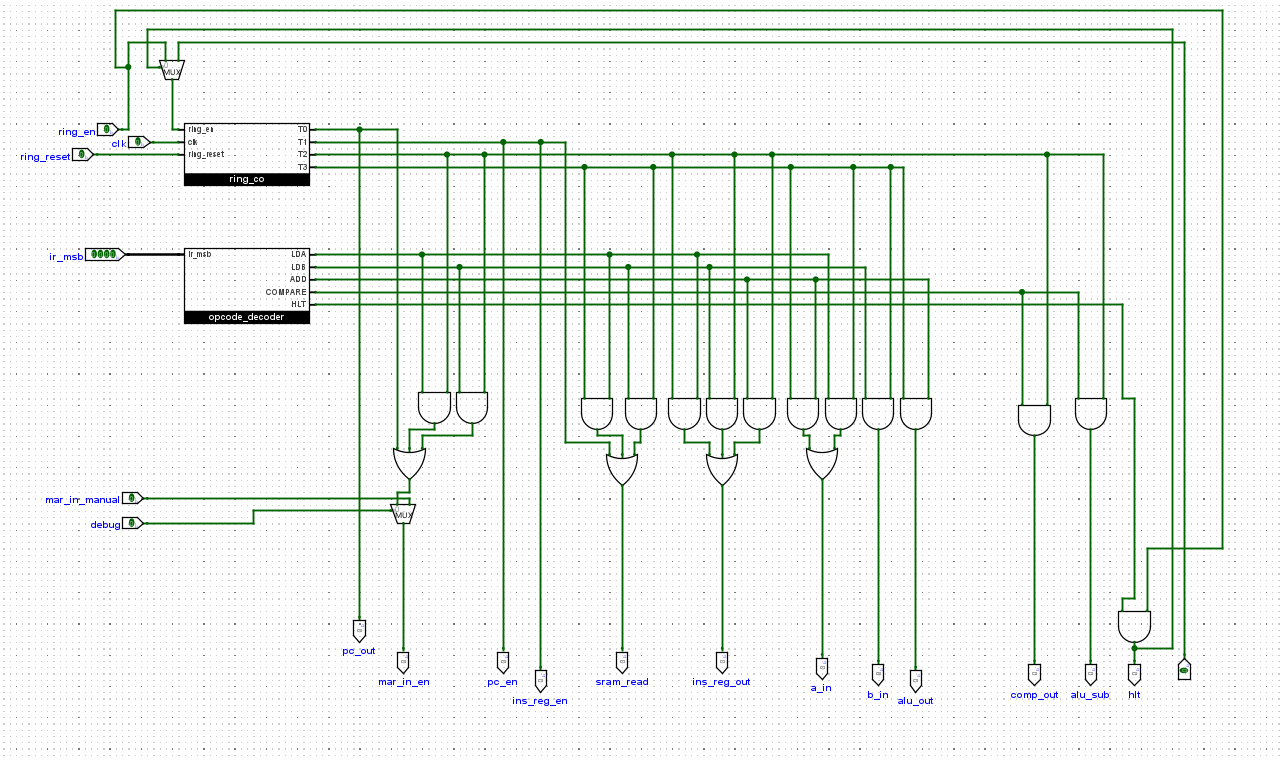 MUX
ring_en
clk
ring_reset
ring_en
clk
ring_reset
T0
T1
T2
T3
ring_co
ir_msb
ir_msb
LDA
LDB
ADD
COMPARE
HLT
opcode_decoder
mar_in_manual
debug
MUX
pc_out
mar_in_en
pc_en
ins_reg_en
sram_read
ins_reg_out
a_in
b_in
alu_out
comp_out
alu_sub
hlt